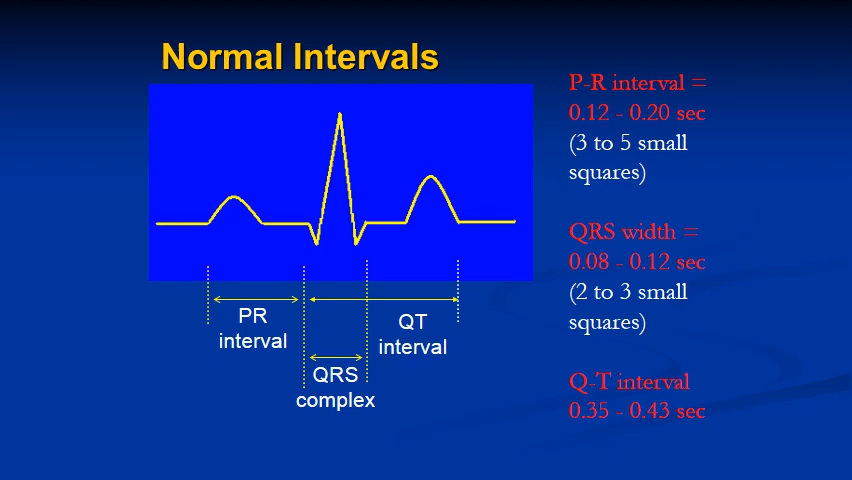 Normal Intervals
P-R interval =
0.12 - 0.20 sec
(3 to 5 small
squares)
QRS width =
0.08 - 0.12 sec
(2 to 3 small
squares)
Q-T interval
0.35 - 0.43 sec
PR
interval
QT
interval
QRS
complex